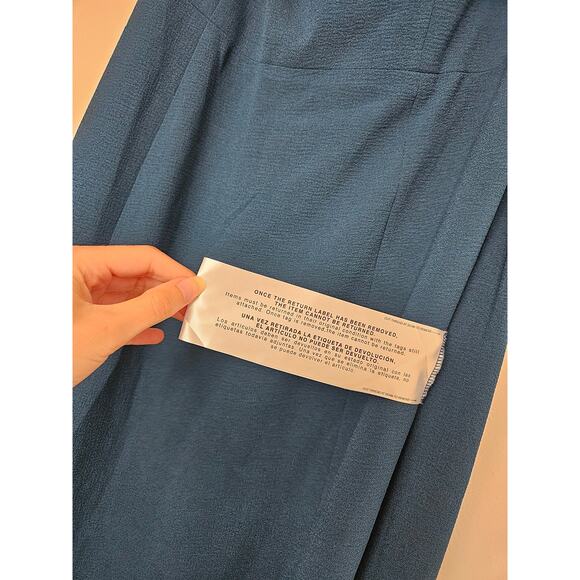 ONCE THE RETURN LABEL HAS BEEN REMOVED,
THE ITEM CANNOT BE RETURNED.
Items must be returned in their original condition with the tags still
attached. Once tag is removed,the item cannot be returned.
UNA VEZ RETIRADA LA ETIQUETA DE DEVOLUCIÓN,
EL ARTÍCULO NO PUEDE SER DEVUELTO.
Los artículos deben ser devueltos en su estado original con las
etiquetas todavía adjuntas. Una vez que se elimina la etiqueta, no
se puede devolver el artículo.